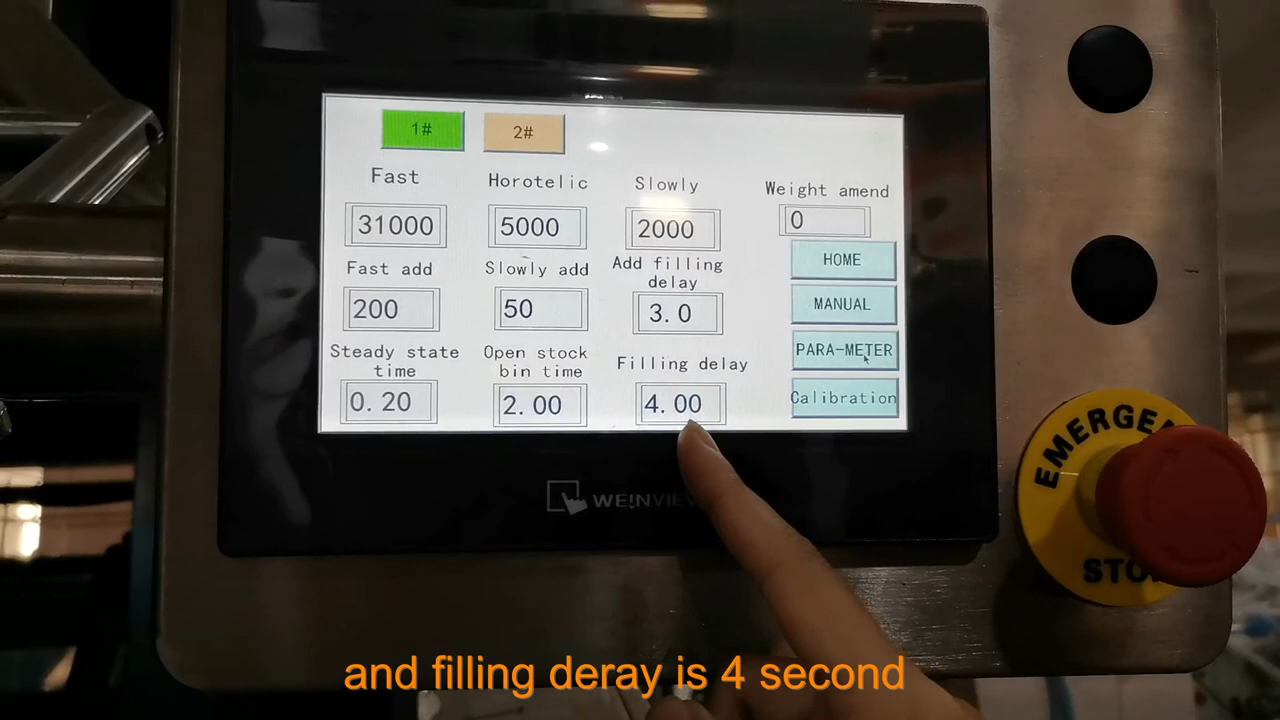 1# 2#
Fast Horotelic Slowly Weight amend
31000 5000 2000 0
Fast add Slowly add Add filling
delay
200 50 3.0
Steady state
time
Open stock
bin time
Filling delay
0.20 2.00 4.00
HOME
MANUAL
PARA-METER
Calibration
WEINVIEW
EMERGEN
STO
and filling deray is 4 second